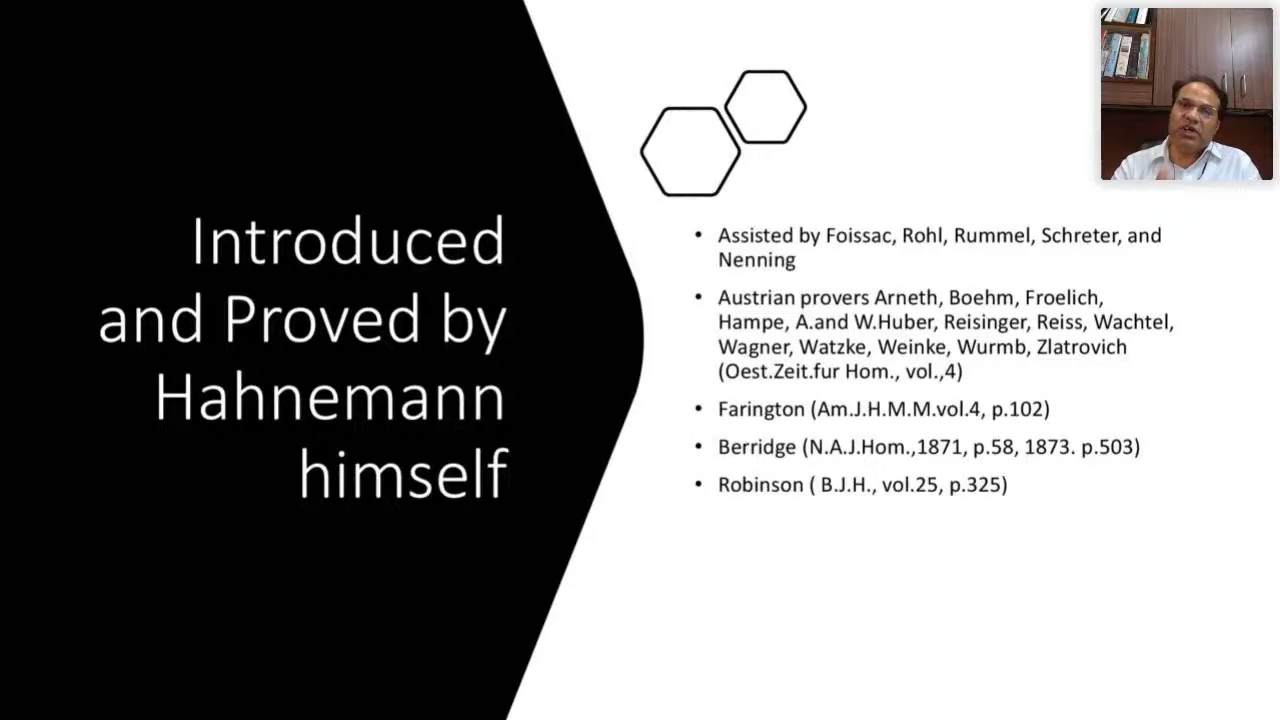 Introduced
and Proved by
Hahnemann
himself
• Assisted by Foissac, Rohl, Rummel, Schreter, and
Nenning
• Austrian provers Arneth, Boehm, Froelich,
Hampe, A.and W.Huber, Reisinger, Reiss, Wachtel,
Wagner, Watzke, Weinke, Wurmb, Zlatrovich
(Oest.Zeit.fur Hom., vol.,4)
• Farington (Am.J.H.M.M.vol.4, p.102)
• Berridge (N.A.J.Hom.,1871, p.58, 1873. p.503)
• Robinson ( B.J.H., vol.25, p.325)